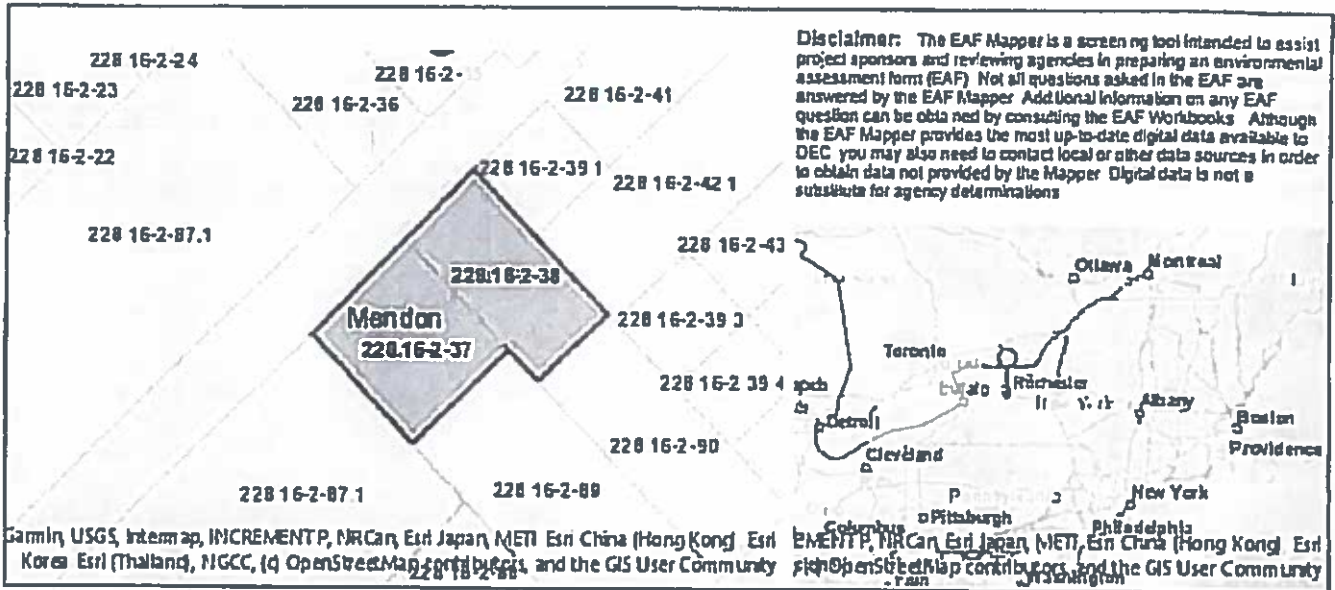 228 16-2-24
228 16-2-23
228 16-2-36
228 16-2-
228 16-2-41
228 16-2-22
228 16-2-39 1
228 16-2-42 1
228 16-2-87.1
228 16-2-43
228.16-2-38
Mendon
228.16-2-37
228 16-2-39 3
228 16-2 39 4
228 16-2-90
228 16-2-87.1
228 16-2-89
Garmin, USGS, Intermap, INCREMENT P, NRCan, Esri Japan, METI Esri China (Hong Kong) Esri
Korea Esri (Thailand), NGCC, (c) OpenStreetMap contributors, and the GIS User Community
Disclaimer: The EAF Mapper is a screening tool intended to assist
project sponsors and reviewing agencies in preparing an environmental
assessment form (EAF) Not all questions asked in the EAF are
answered by the EAF Mapper Additional information on any EAF
question can be obtained by consulting the EAF Workbooks Although
the EAF Mapper provides the most up-to-date digital data available to
DEC you may also need to contact local or other data sources in order
to obtain data not provided by the Mapper Digital data is not a
substitute for agency determinations
Ottawa
Montreal
Toronto
Rochester
Albany
Boston
Detroit
Providence
Cleveland
New York
Pittsburgh
Philadelphia
Columbus
Washington
EMENT P, NRCan, Esri Japan, METI, Esri China (Hong Kong) Esri
OpenStreetMap contributors, and the GIS User Community